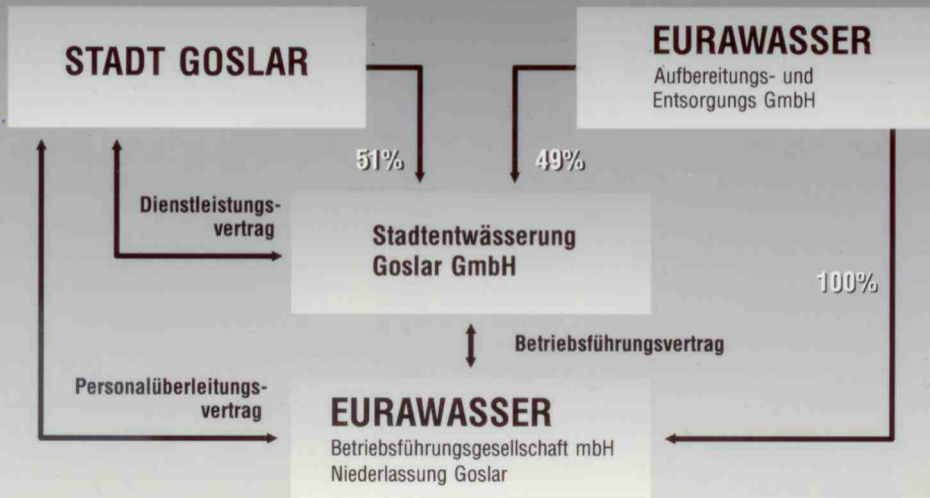 STADT GOSLAR
EURAWASSER
Aufbereitungs- und
Entsorgungs GmbH
51%
49%
Dienstleistungs-
vertrag
Stadtentwässerung
Goslar GmbH
100%
Betriebsführungsvertrag
Personalüberleitungs-
vertrag
EURAWASSER
Betriebsführungsgesellschaft mbH
Niederlassung Goslar